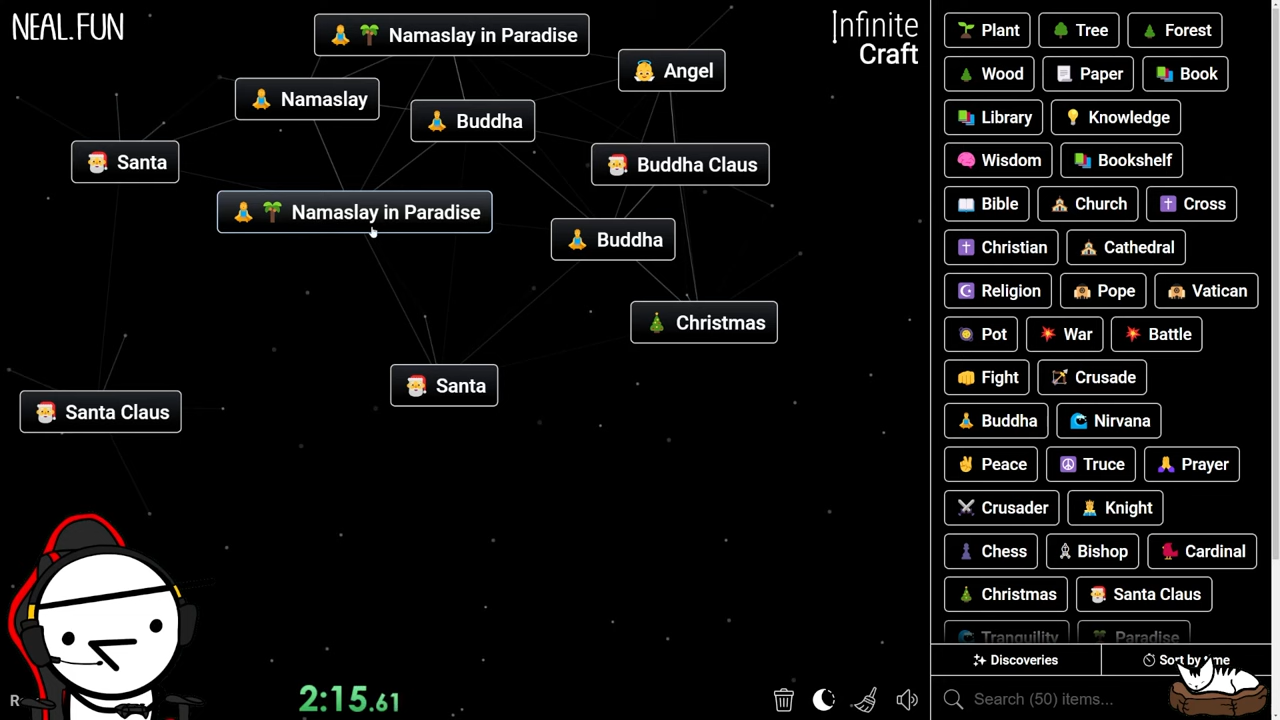 NEAL.FUN
Infinite
Craft
🧘 🌴 Namaslay in Paradise
👼 Angel
🧘 Namaslay
🧘 Buddha
🎅 Santa
🎅 Buddha Claus
🧘 🌴 Namaslay in Paradise
🧘 Buddha
🎄 Christmas
🎅 Santa
🎅 Santa Claus
R
2:15.61
🌱 Plant 🌳 Tree 🌲 Forest
🌲 Wood 📃 Paper 📚 Book
📚 Library 💡 Knowledge
🧠 Wisdom 📚 Bookshelf
📖 Bible ⛪ Church ✝️ Cross
✝️ Christian ⛪ Cathedral
☪️ Religion Pope Vatican
🥘 Pot 💥 War 💥 Battle
👊 Fight 🏹 Crusade
🧘 Buddha 🌊 Nirvana
✌️ Peace ☮️ Truce 🙏 Prayer
⚔️ Crusader 🤴 Knight
♟️ Chess Bishop Cardinal
🎄 Christmas 🎅 Santa Claus
🌊 Tranquility 🌴 Paradise
✨ Discoveries ⏱ Sort by time
Search (50) items...